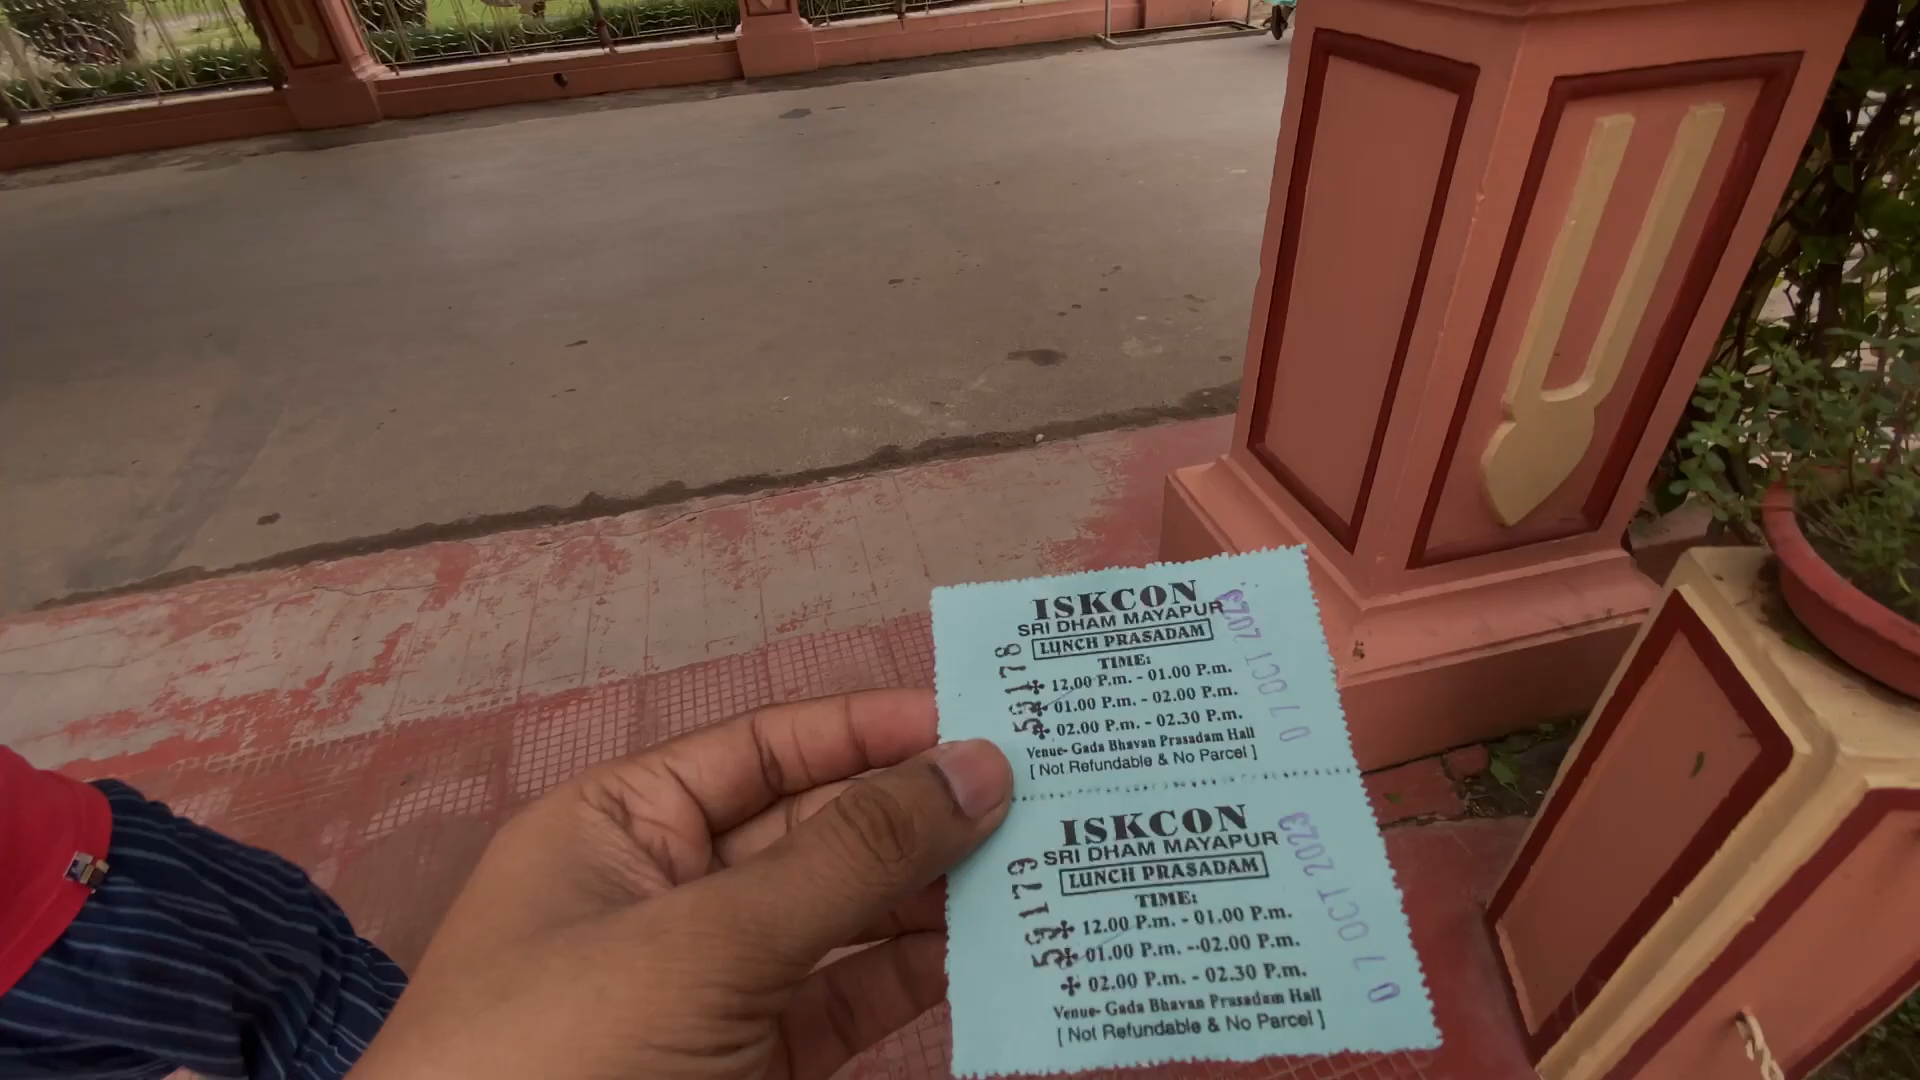 ISKCON
SRI DHAM MAYAPUR
LUNCH PRASADAM
TIME:
12.00 P.m. - 01.00 P.m.
01.00 P.m. - 02.00 P.m.
02.00 P.m. - 02.30 P.m.
Venue- Gada Bhavan Prasadam Hall
[ Not Refundable & No Parcel ]
59178
07 OCT 2023
ISKCON
SRI DHAM MAYAPUR
LUNCH PRASADAM
TIME:
12.00 P.m. - 01.00 P.m.
01.00 P.m. --02.00 P.m.
02.00 P.m. - 02.30 P.m.
Venue- Gada Bhavan Prasadam Hall
[ Not Refundable & No Parcel ]
59179
07 OCT 2023